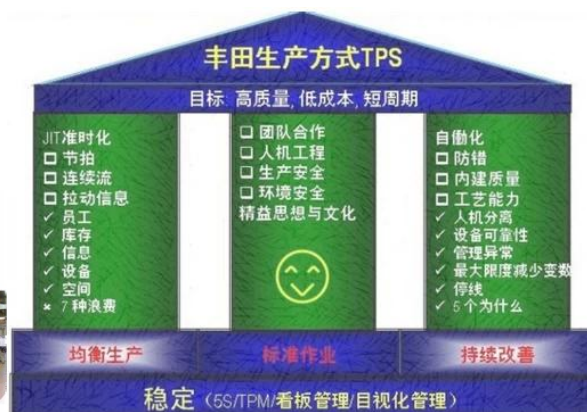 丰田生产方式TPS
目标: 高质量, 低成本, 短周期
JIT准时化
节拍
连续流
拉动信息
员工
库存
信息
设备
空间
7种浪费
团队合作
人机工程
生产安全
环境安全
精益思想与文化
自働化
防错
内建质量
工艺能力
人机分离
设备可靠性
管理异常
最大限度减少变数
停线
5个为什么
均衡生产
标准作业
持续改善
稳定（5S/TPM/看板管理/目视化管理）